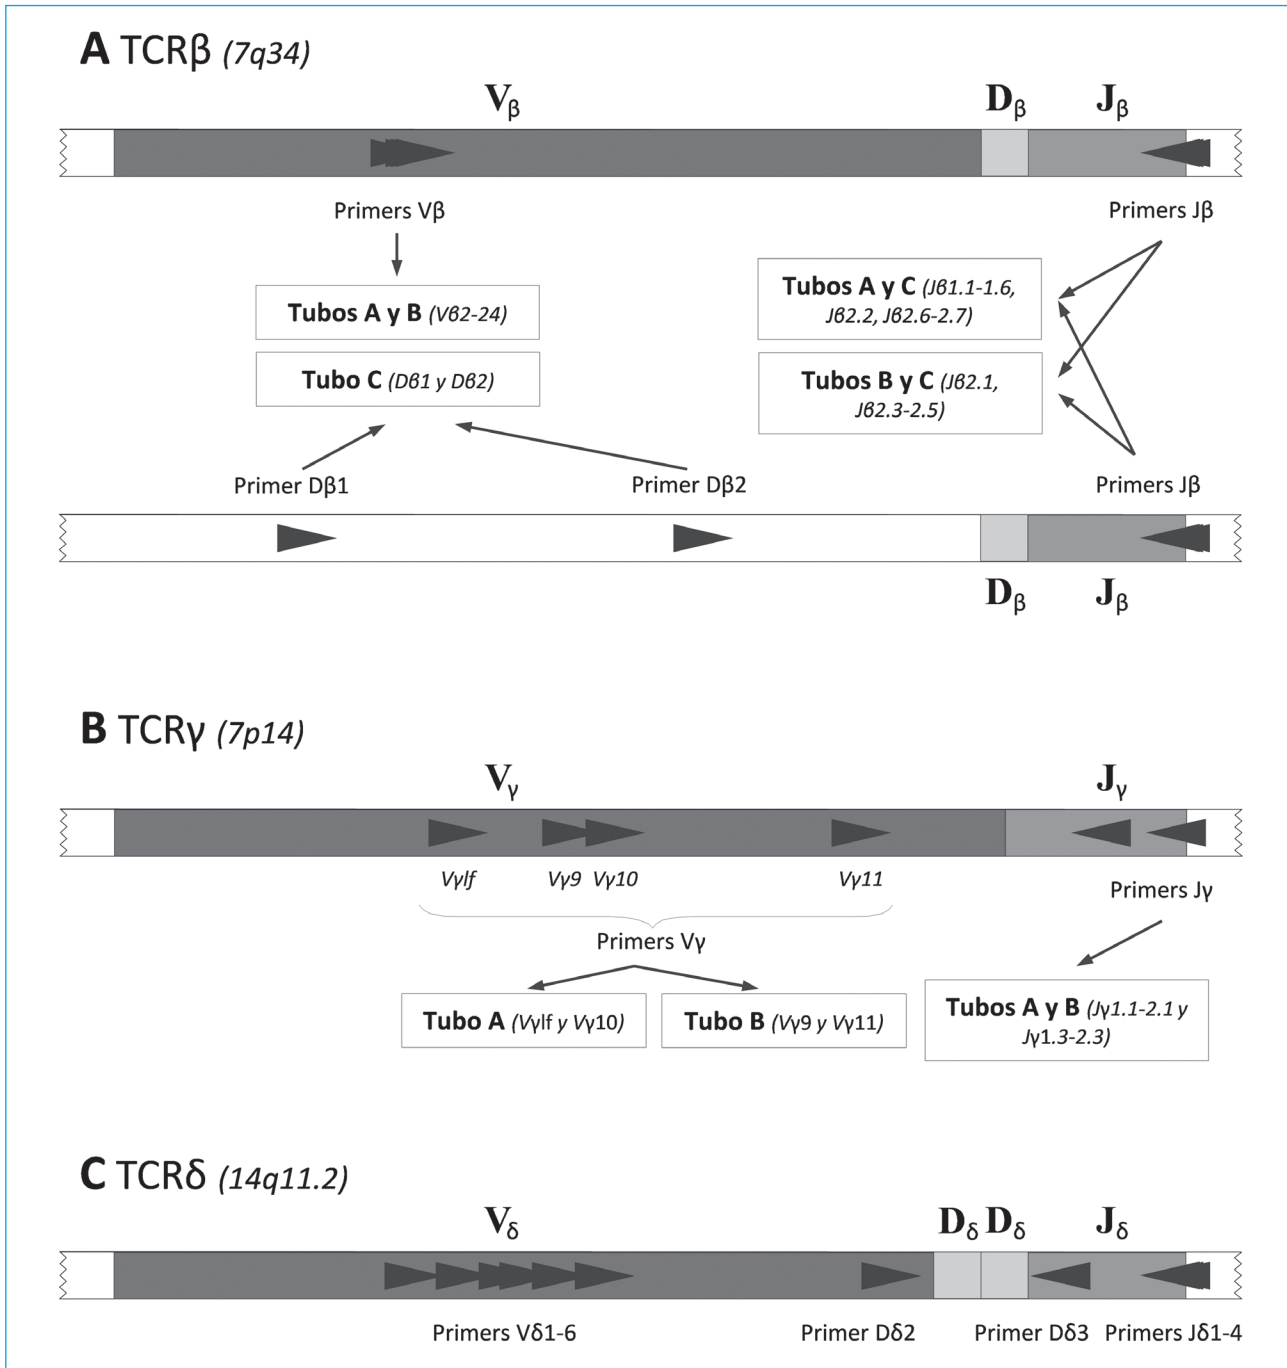 A TCRβ (7q34)
Vβ Dβ Jβ
Primers Vβ
Primers Jβ
Tubos A y B (Vβ2-24)
Tubo C (Dβ1 y Dβ2)
Tubos A y C (Jβ1.1-1.6,
Jβ2.2, Jβ2.6-2.7)
Tubos B y C (Jβ2.1,
Jβ2.3-2.5)
Primer Dβ1
Primer Dβ2
Primers Jβ
Dβ Jβ
B TCRγ (7p14)
Vγ Jγ
Vγlf Vγ9 Vγ10 Vγ11
Primers Jγ
Primers Vγ
Tubo A (Vγlf y Vγ10)
Tubo B (Vγ9 y Vγ11)
Tubos A y B (Jγ1.1-2.1 y
Jγ1.3-2.3)
C TCRδ (14q11.2)
Vδ Dδ Dδ Jδ
Primers Vδ1-6
Primer Dδ2
Primer Dδ3
Primers Jδ1-4